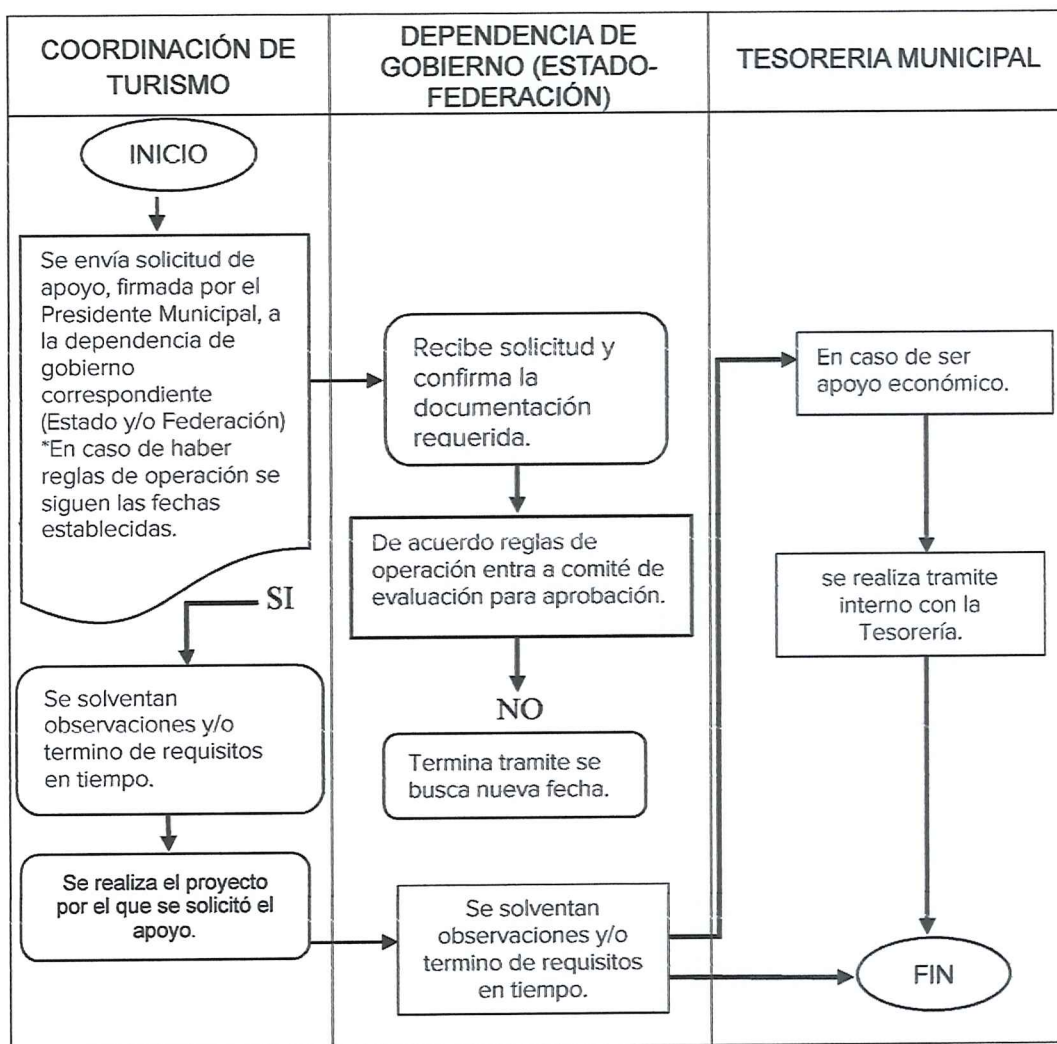 COORDINACIÓN DE
TURISMO
DEPENDENCIA DE
GOBIERNO (ESTADO-
FEDERACIÓN)
TESORERIA MUNICIPAL
INICIO
Se envía solicitud de
apoyo, firmada por el
Presidente Municipal, a
la dependencia de
gobierno
correspondiente
(Estado y/o Federación)
*En caso de haber
reglas de operación se
siguen las fechas
establecidas.
Recibe solicitud y
confirma la
documentación
requerida.
En caso de ser
apoyo económico.
De acuerdo reglas de
operación entra a comité de
evaluación para aprobación.
se realiza tramite
interno con la
Tesorería.
SI
NO
Se solventan
observaciones y/o
termino de requisitos
en tiempo.
Termina tramite se
busca nueva fecha.
Se realiza el proyecto
por el que se solicitó el
apoyo.
Se solventan
observaciones y/o
termino de requisitos
en tiempo.
FIN